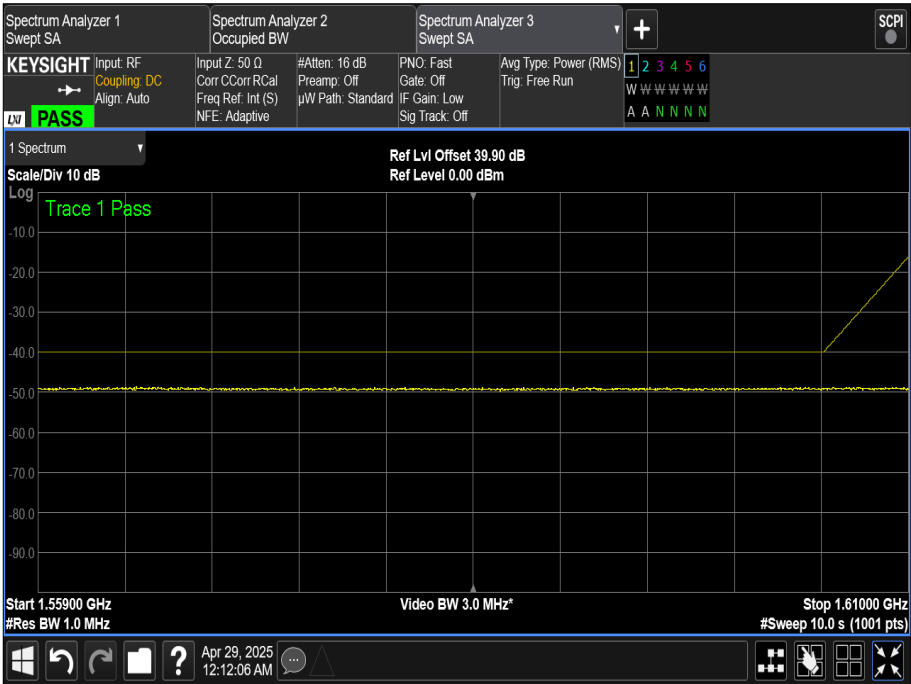 Spectrum Analyzer 1
Swept SA
Spectrum Analyzer 2
Occupied BW
Spectrum Analyzer 3
Swept SA
SCPI
KEYSIGHT
LXI
PASS
Input: RF
Coupling: DC
Align: Auto
Input Z: 50 Ω
Corr CCorr RCal
Freq Ref: Int (S)
NFE: Adaptive
#Atten: 16 dB
Preamp: Off
µW Path: Standard
PNO: Fast
Gate: Off
IF Gain: Low
Sig Track: Off
Avg Type: Power (RMS)
Trig: Free Run
1 2 3 4 5 6
W W W W W W
A A N N N N
1 Spectrum
Scale/Div 10 dB
Ref Lvl Offset 39.90 dB
Ref Level 0.00 dBm
Log
Trace 1 Pass
-10.0
-20.0
-30.0
-40.0
-50.0
-60.0
-70.0
-80.0
-90.0
Start 1.55900 GHz
#Res BW 1.0 MHz
Video BW 3.0 MHz*
Stop 1.61000 GHz
#Sweep 10.0 s (1001 pts)
?
Apr 29, 2025
12:12:06 AM